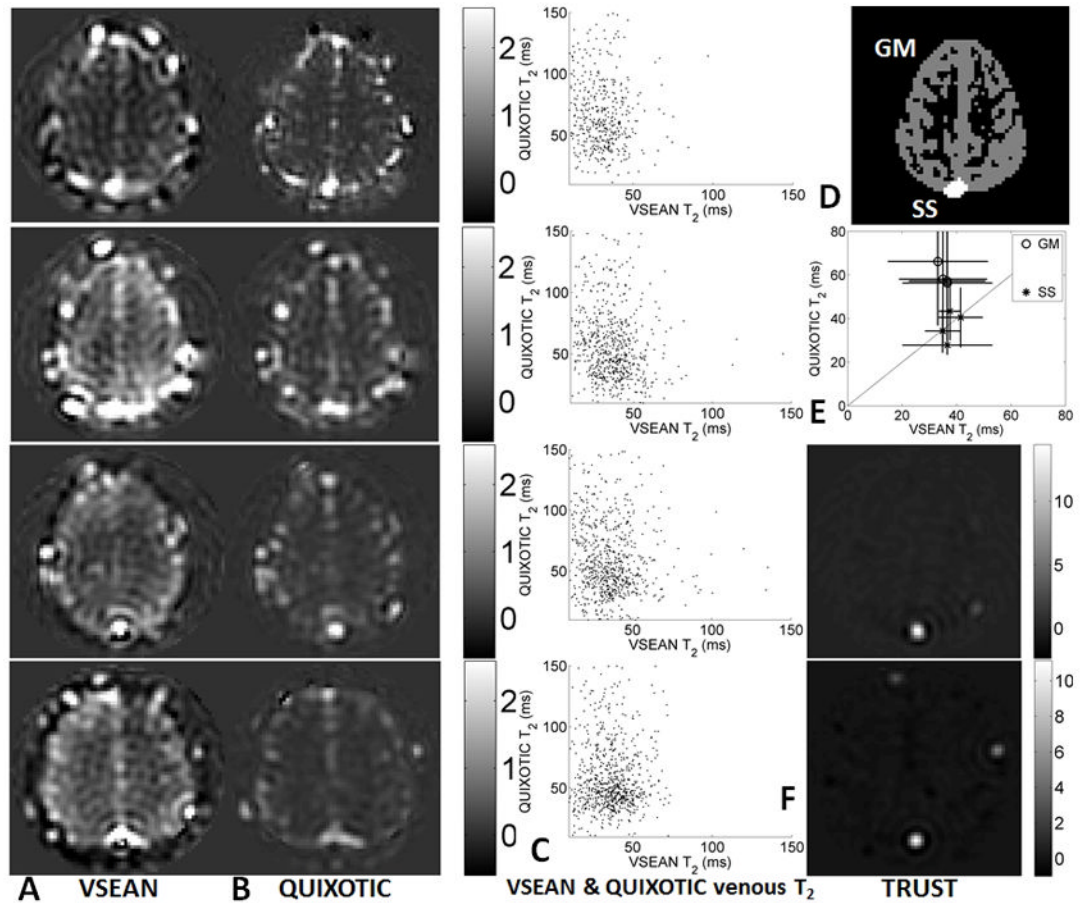 2
1
0
QUIXOTIC T2 (ms)
150
100
50
50 100 150
VSEAN T2 (ms)
GM
SS
D
2
1
0
QUIXOTIC T2 (ms)
150
100
50
50 100 150
VSEAN T2 (ms)
QUIXOTIC T2 (ms)
80
60
40
20
0
0 20 40 60 80
VSEAN T2 (ms)
GM
SS
E
2
1
0
QUIXOTIC T2 (ms)
150
100
50
50 100 150
VSEAN T2 (ms)
10
5
0
2
1
0
QUIXOTIC T2 (ms)
150
100
50
50 100 150
VSEAN T2 (ms)
F
10
8
6
4
2
0
A VSEAN
B QUIXOTIC
C
VSEAN & QUIXOTIC venous T2
TRUST